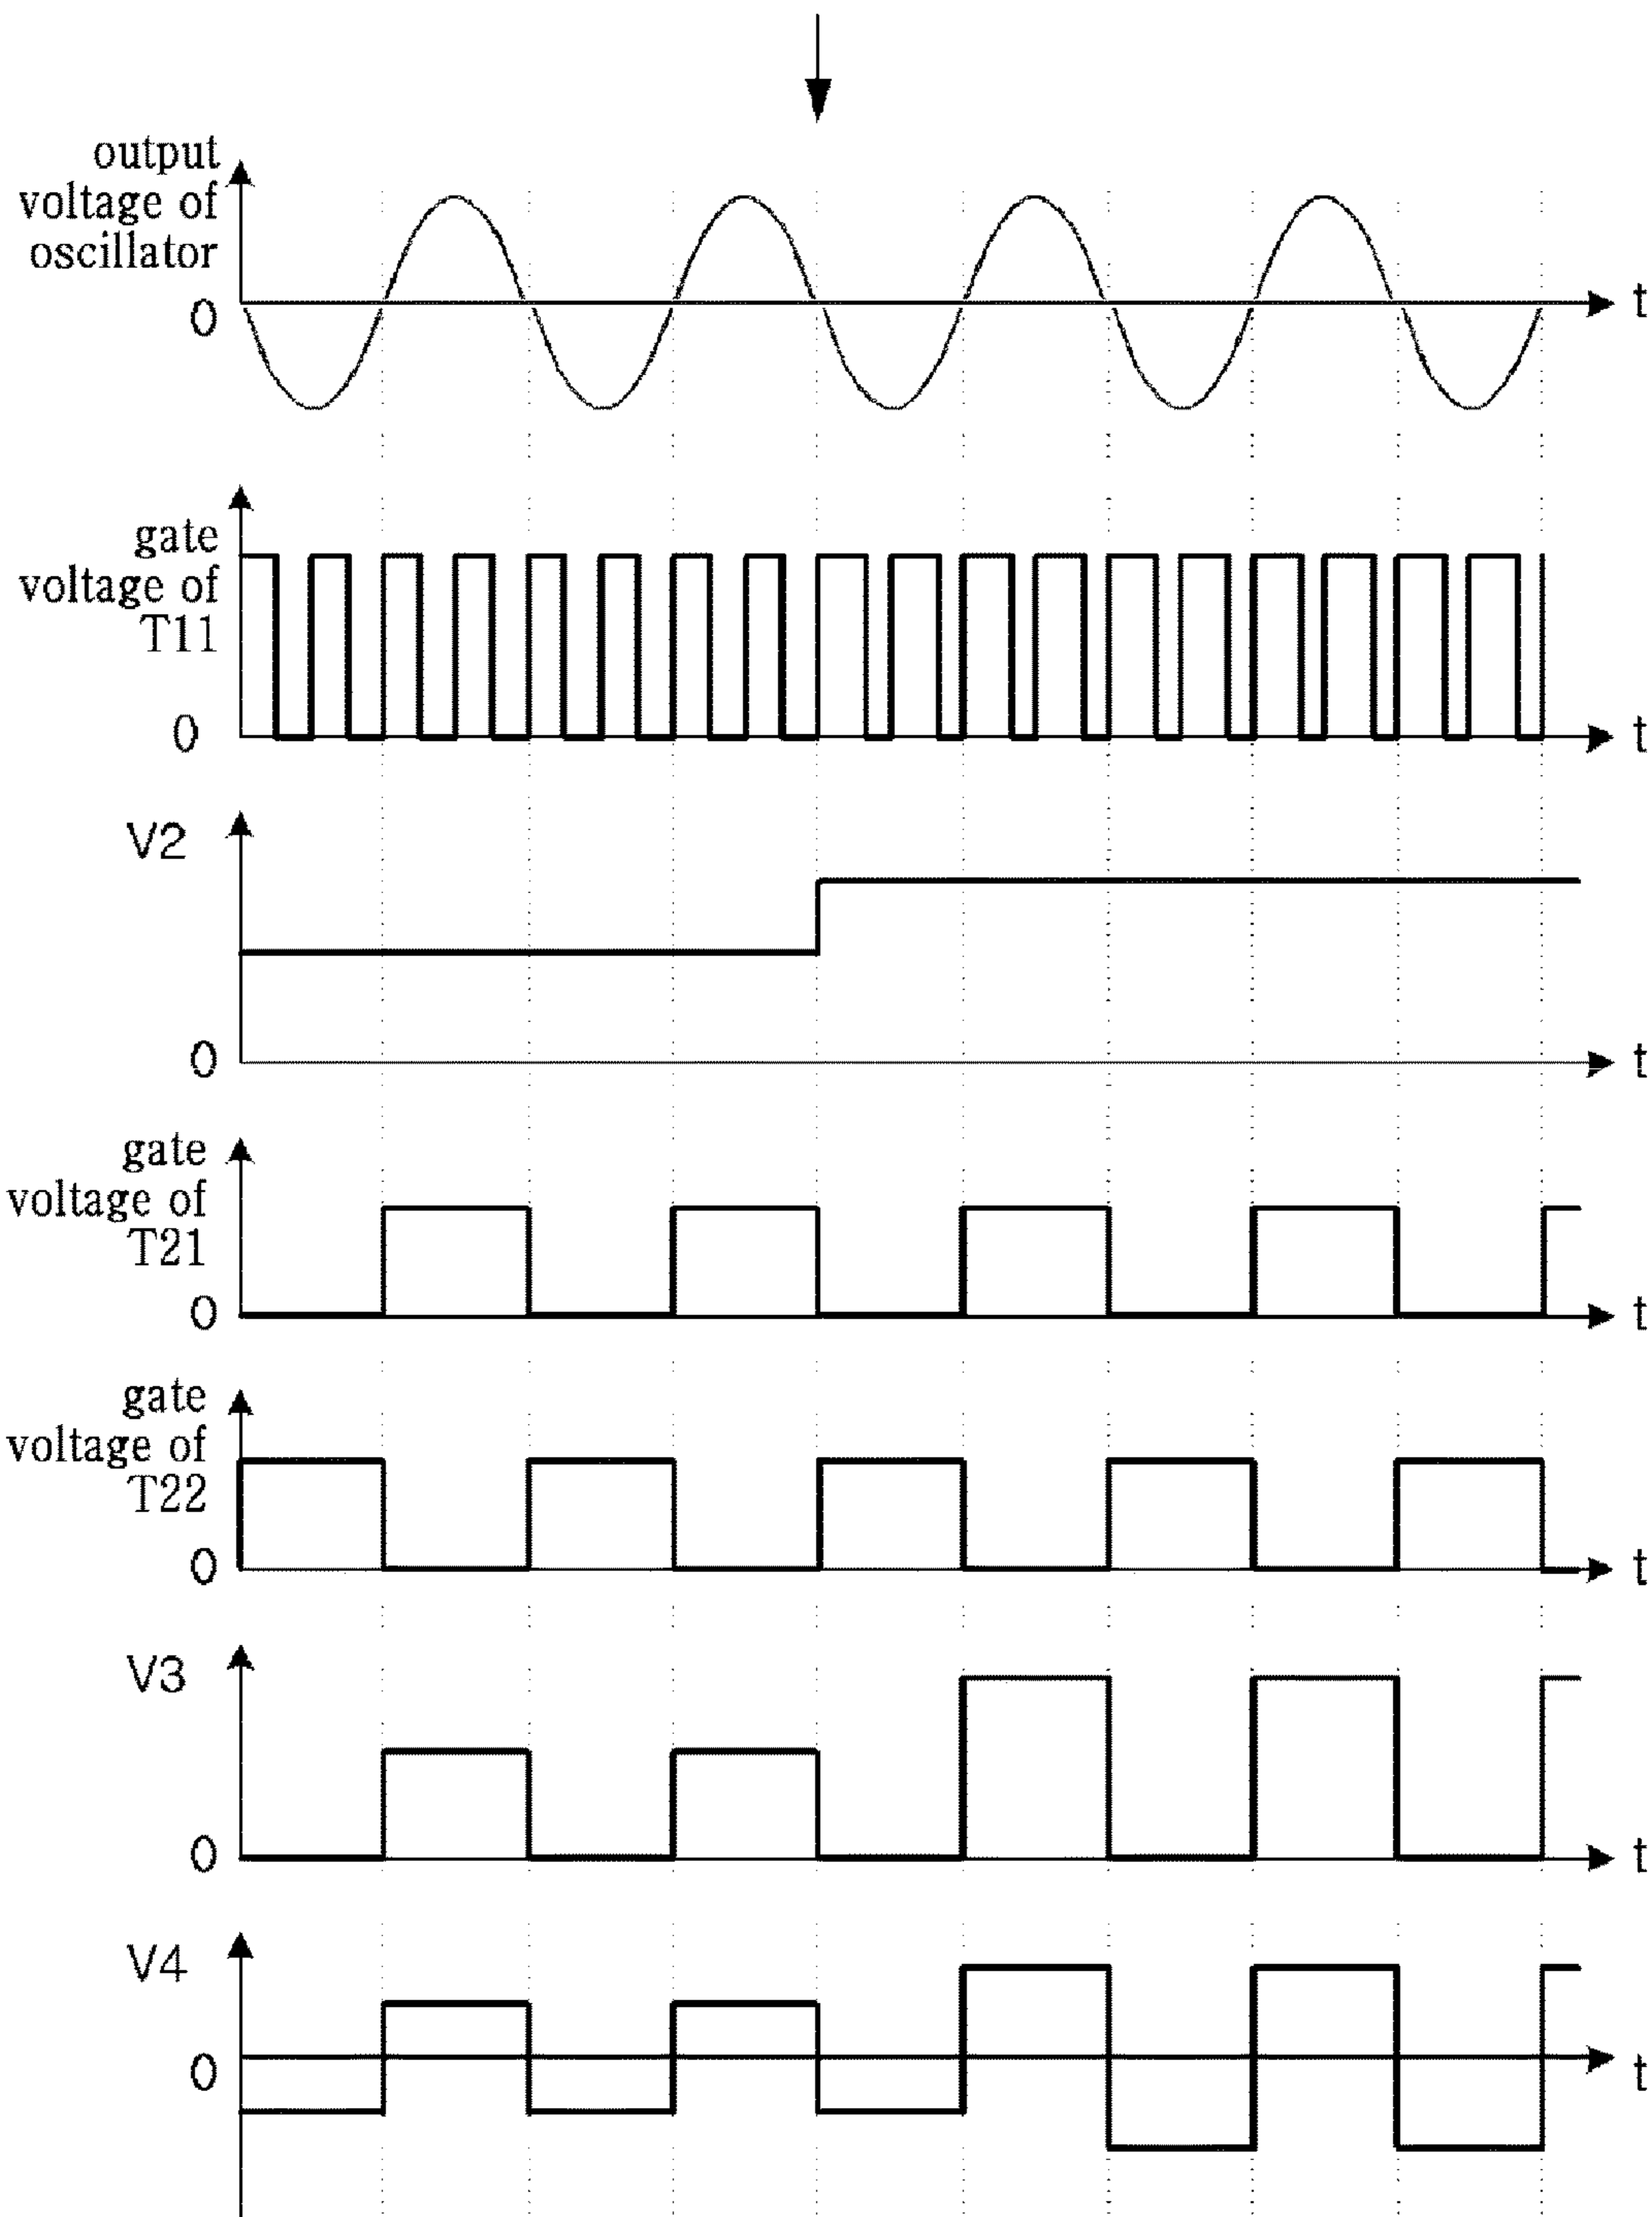 output
voltage of
oscillator
0
t
gate
voltage of
T11
0
t
V2
0
t
gate
voltage of
T21
0
t
gate
voltage of
T22
0
t
V3
0
t
V4
0
t